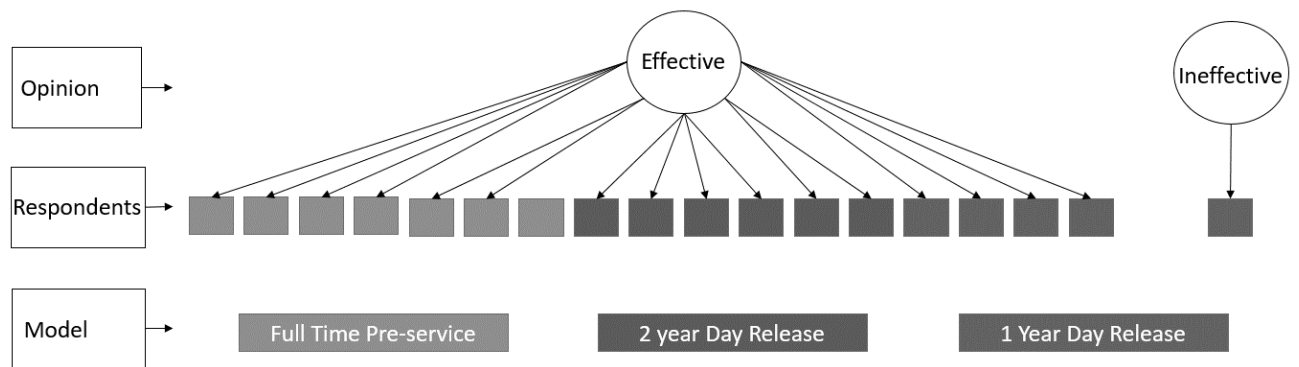 Opinion
Effective
Ineffective
Respondents
Model
Full Time Pre-service
2 year Day Release
1 Year Day Release